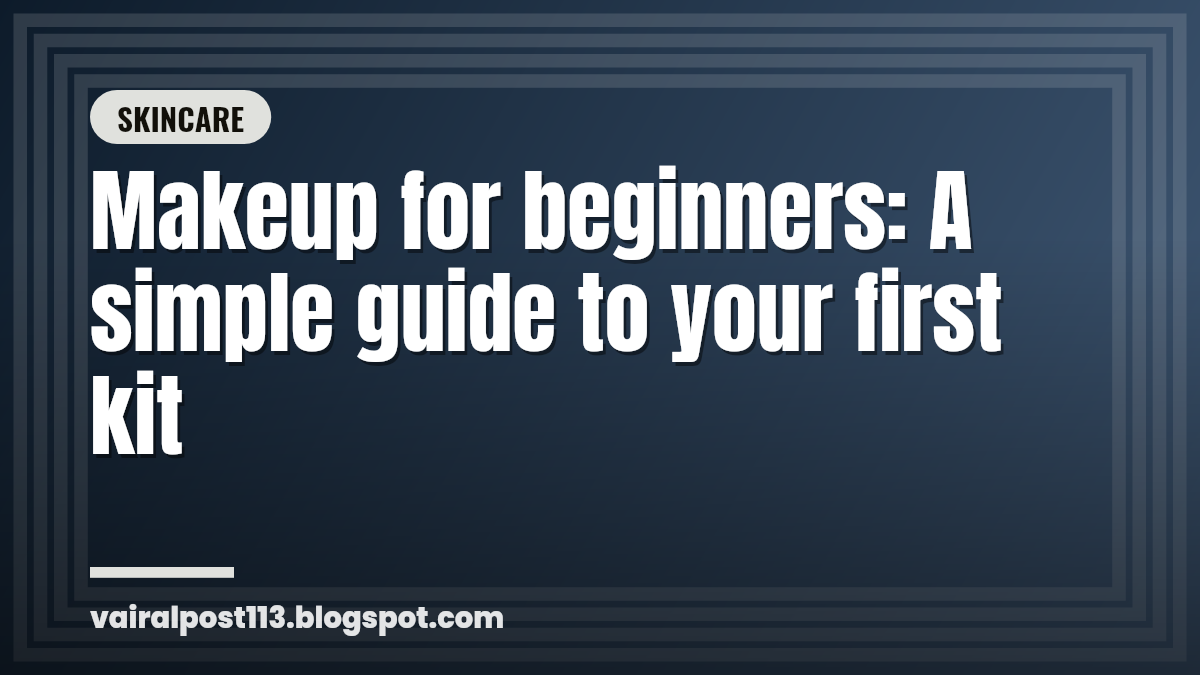 SKINCARE
Makeup for beginners: A
simple guide to your first
kit
vairalpost113.blogspot.com